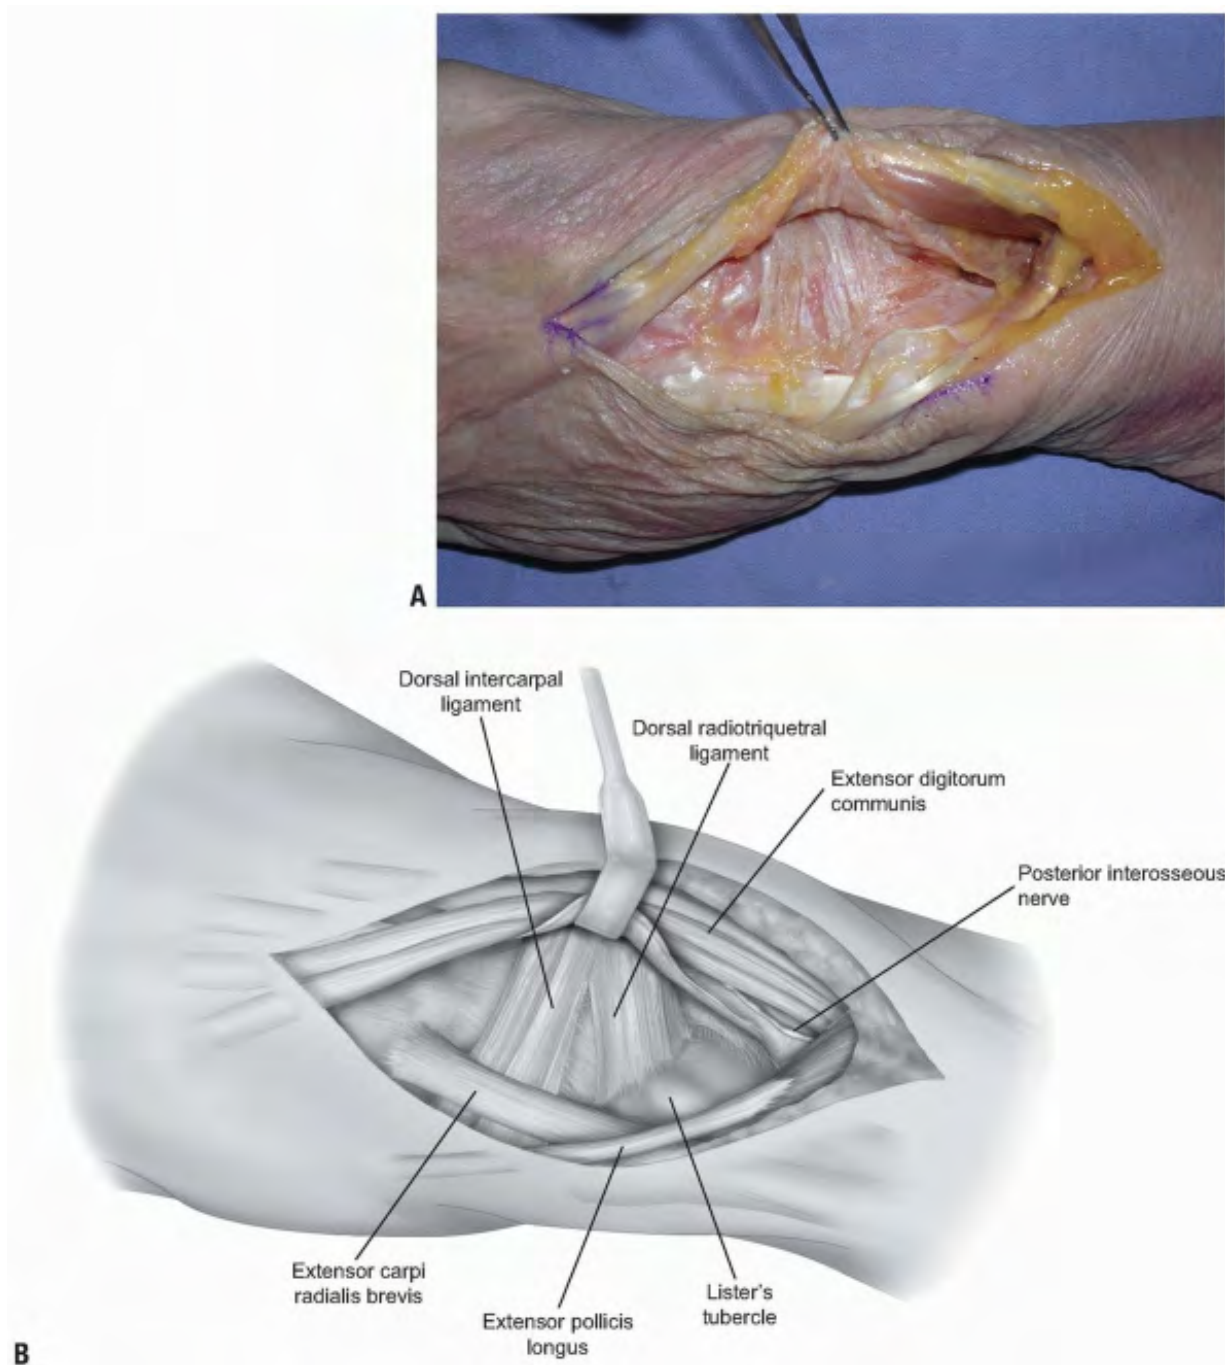 A
Dorsal intercarpal
ligament
Dorsal radiotriquetral
ligament
Extensor digitorum
communis
Posterior interosseous
nerve
Extensor carpi
radialis brevis
Extensor pollicis
longus
Lister's
tubercle
B